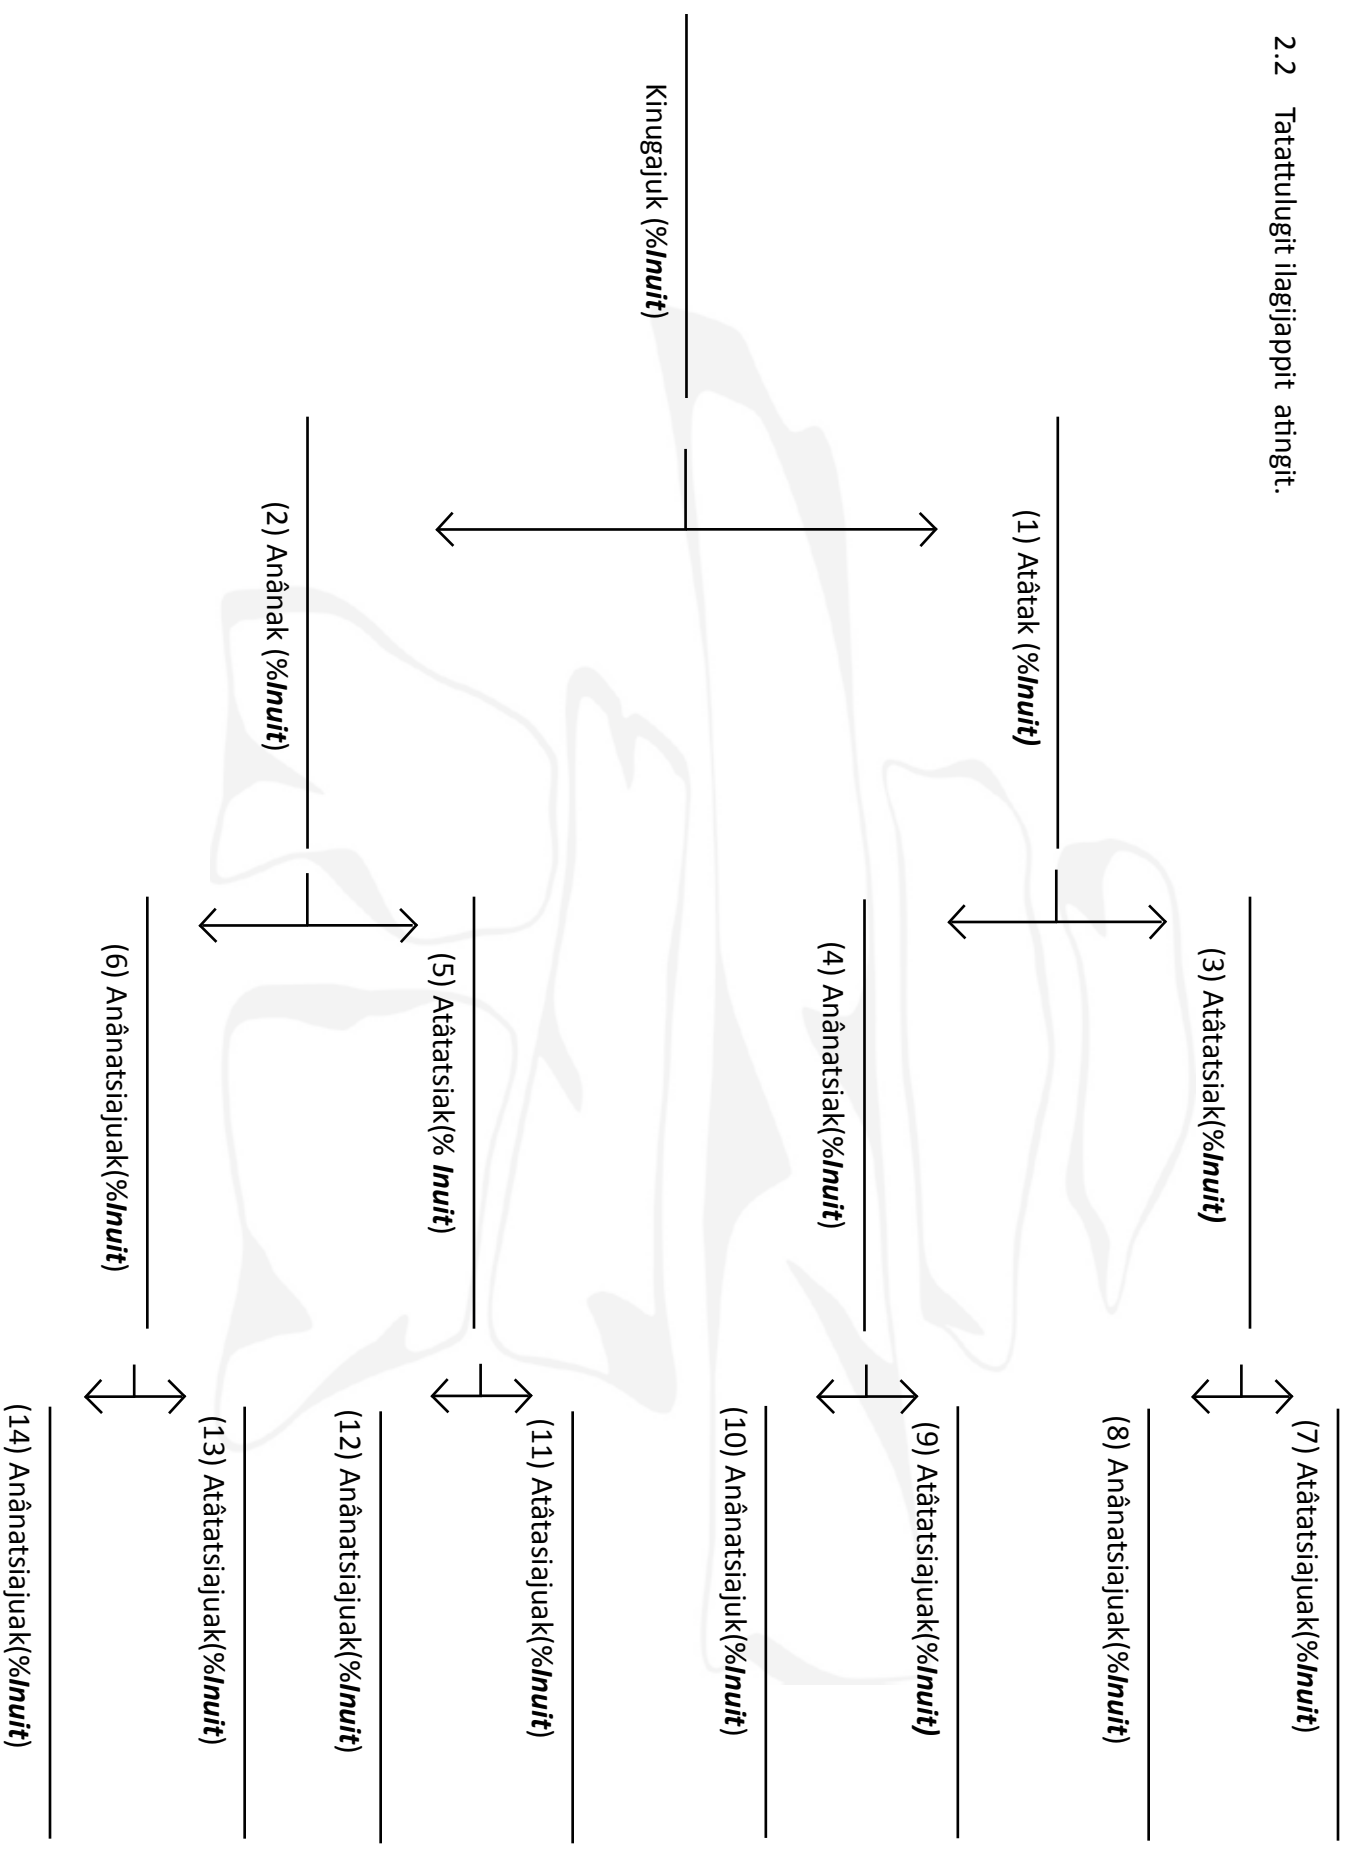 2.2 Tatattulugit ilagijappit atingit.
Kinugajuk (%Inuit)
(1) Atâtak (%Inuit)
(2) Anânak (%Inuit)
(3) Atâtatsiak(%Inuit)
(4) Anânatsiak(%Inuit)
(5) Atâtatsiak(% Inuit)
(6) Anânatsiajuak(%Inuit)
(7) Atâtatsiajuak(%Inuit)
(8) Anânatsiajuak(%Inuit)
(9) Atâtatsiajuak(%Inuit)
(10) Anânatsiajuk(%Inuit)
(11) Atâtasiajuak(%Inuit)
(12) Anânatsiajuak(%Inuit)
(13) Atâtatsiajuak(%Inuit)
(14) Anânatsiajuak(%Inuit)